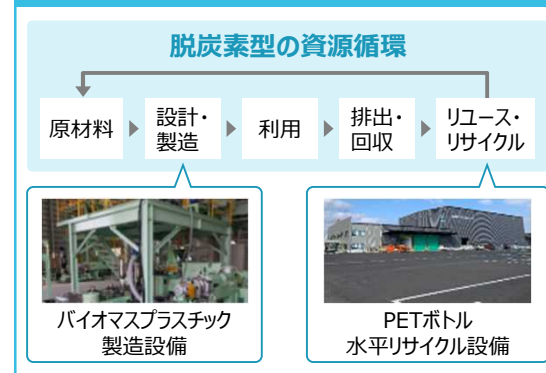 脱炭素型の資源循環
原材料
設計・
製造
利用
排出・
回収
リユース・
リサイクル
バイオマスプラスチック
製造設備
PETボトル
水平リサイクル設備